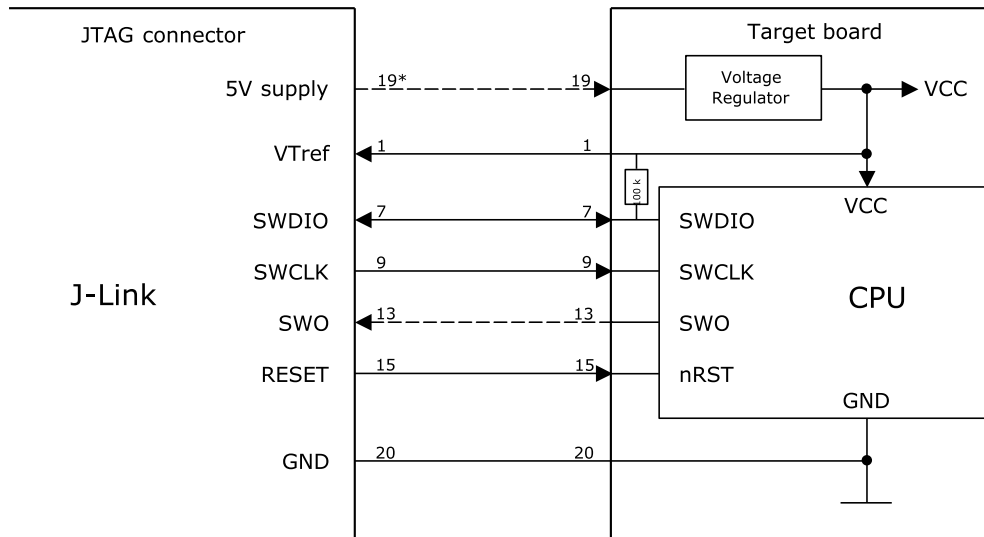 JTAG connector
Target board
5V supply 19* 19 Voltage Regulator VCC
VTref 1 1
100 k
VCC
SWDIO 7 7 SWDIO
SWCLK 9 9 SWCLK
J-Link
CPU
SWO 13 13 SWO
RESET 15 15 nRST
GND
GND 20 20